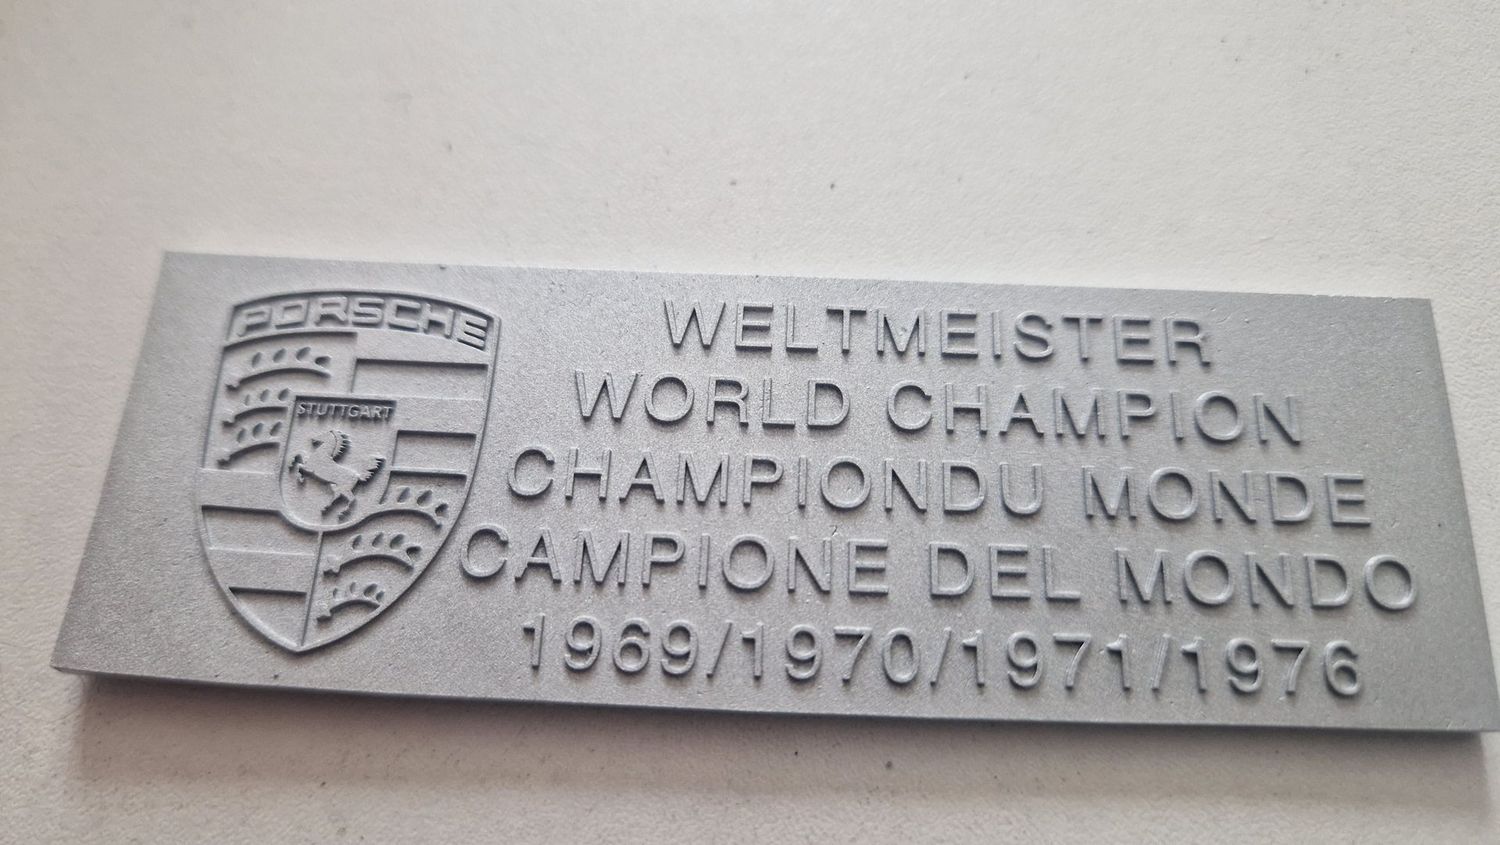 PORSCHE
STUTTGART
WELTMEISTER
WORLD CHAMPION
CHAMPIONDU MONDE
CAMPIONE DEL MONDO
1969/1970/1971/1976